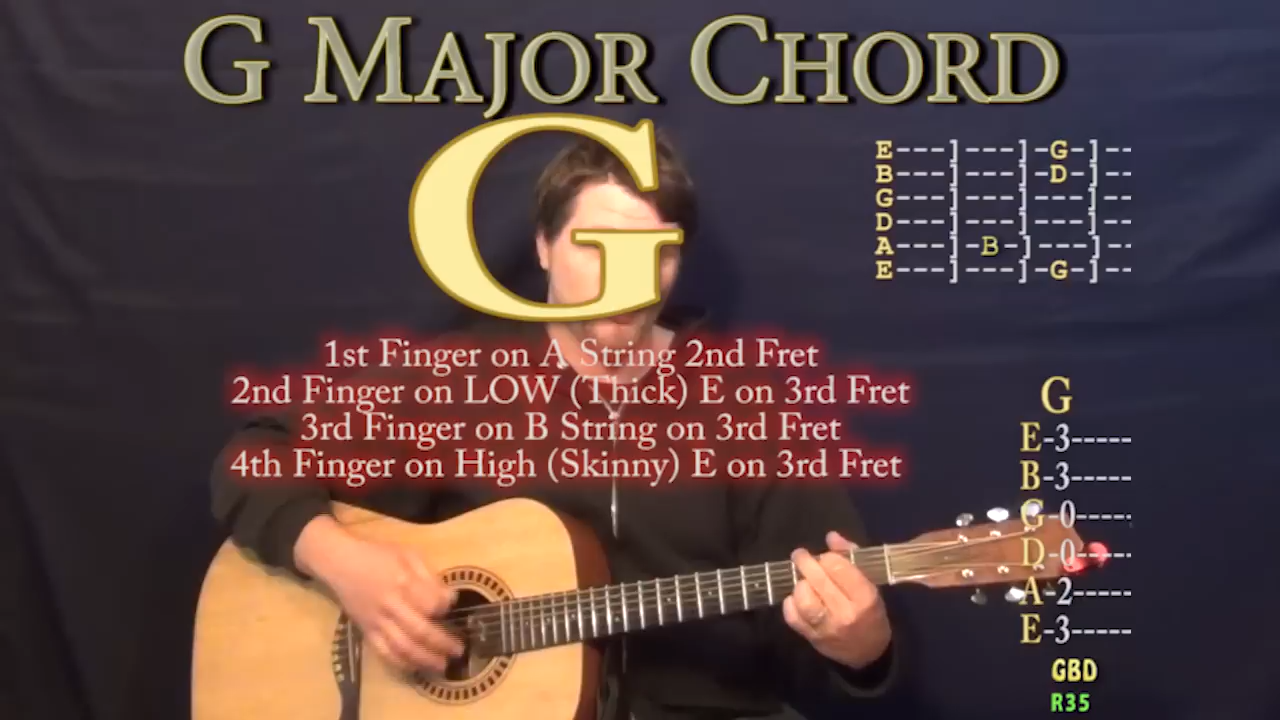 G MAJOR CHORD
G
E---]---]-G-]--
B---]---]-D-]--
G---]---]---]--
D---]---]---]--
A---]-B-]---]--
E---]---]-G-]--
1st Finger on A String 2nd Fret
2nd Finger on LOW (Thick) E on 3rd Fret
3rd Finger on B String on 3rd Fret
4th Finger on High (Skinny) E on 3rd Fret
G
E-3-----
B-3-----
G-0-----
D-0-----
A-2-----
E-3-----
GBD
R35